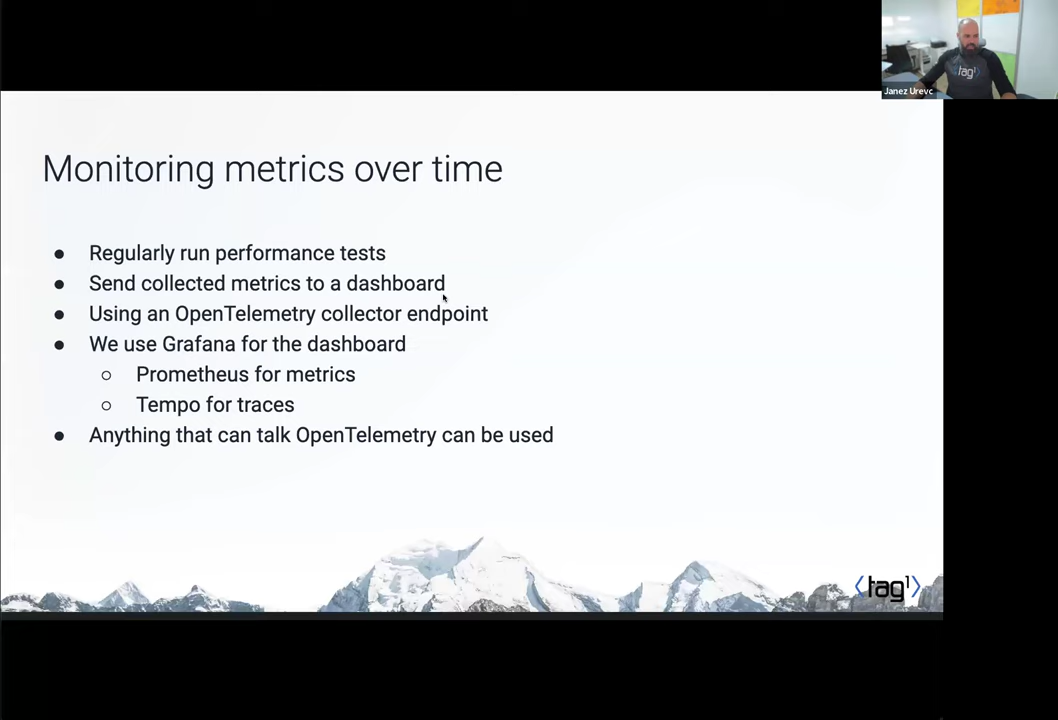 tag1
Janez Urevc
Monitoring metrics over time
● Regularly run performance tests
● Send collected metrics to a dashboard
● Using an OpenTelemetry collector endpoint
● We use Grafana for the dashboard
○ Prometheus for metrics
○ Tempo for traces
● Anything that can talk OpenTelemetry can be used
<tag1>